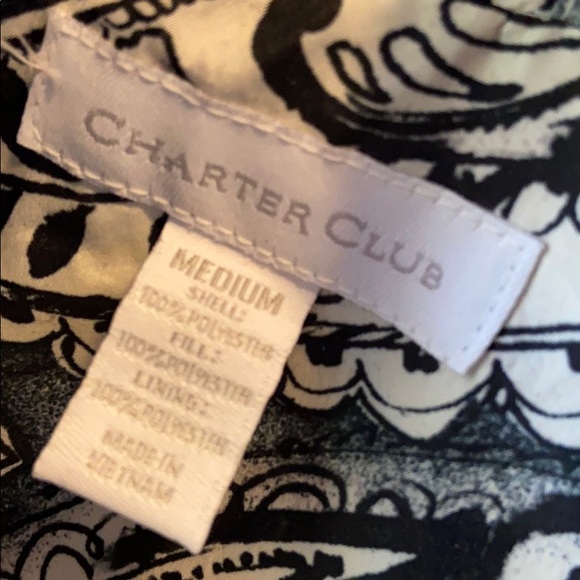 CHARTER CLUB
MEDIUM
SHELL:
100% POLYESTER
FILL:
100% POLYESTER
LINING:
100% POLYESTER
MADE IN
VIETNAM